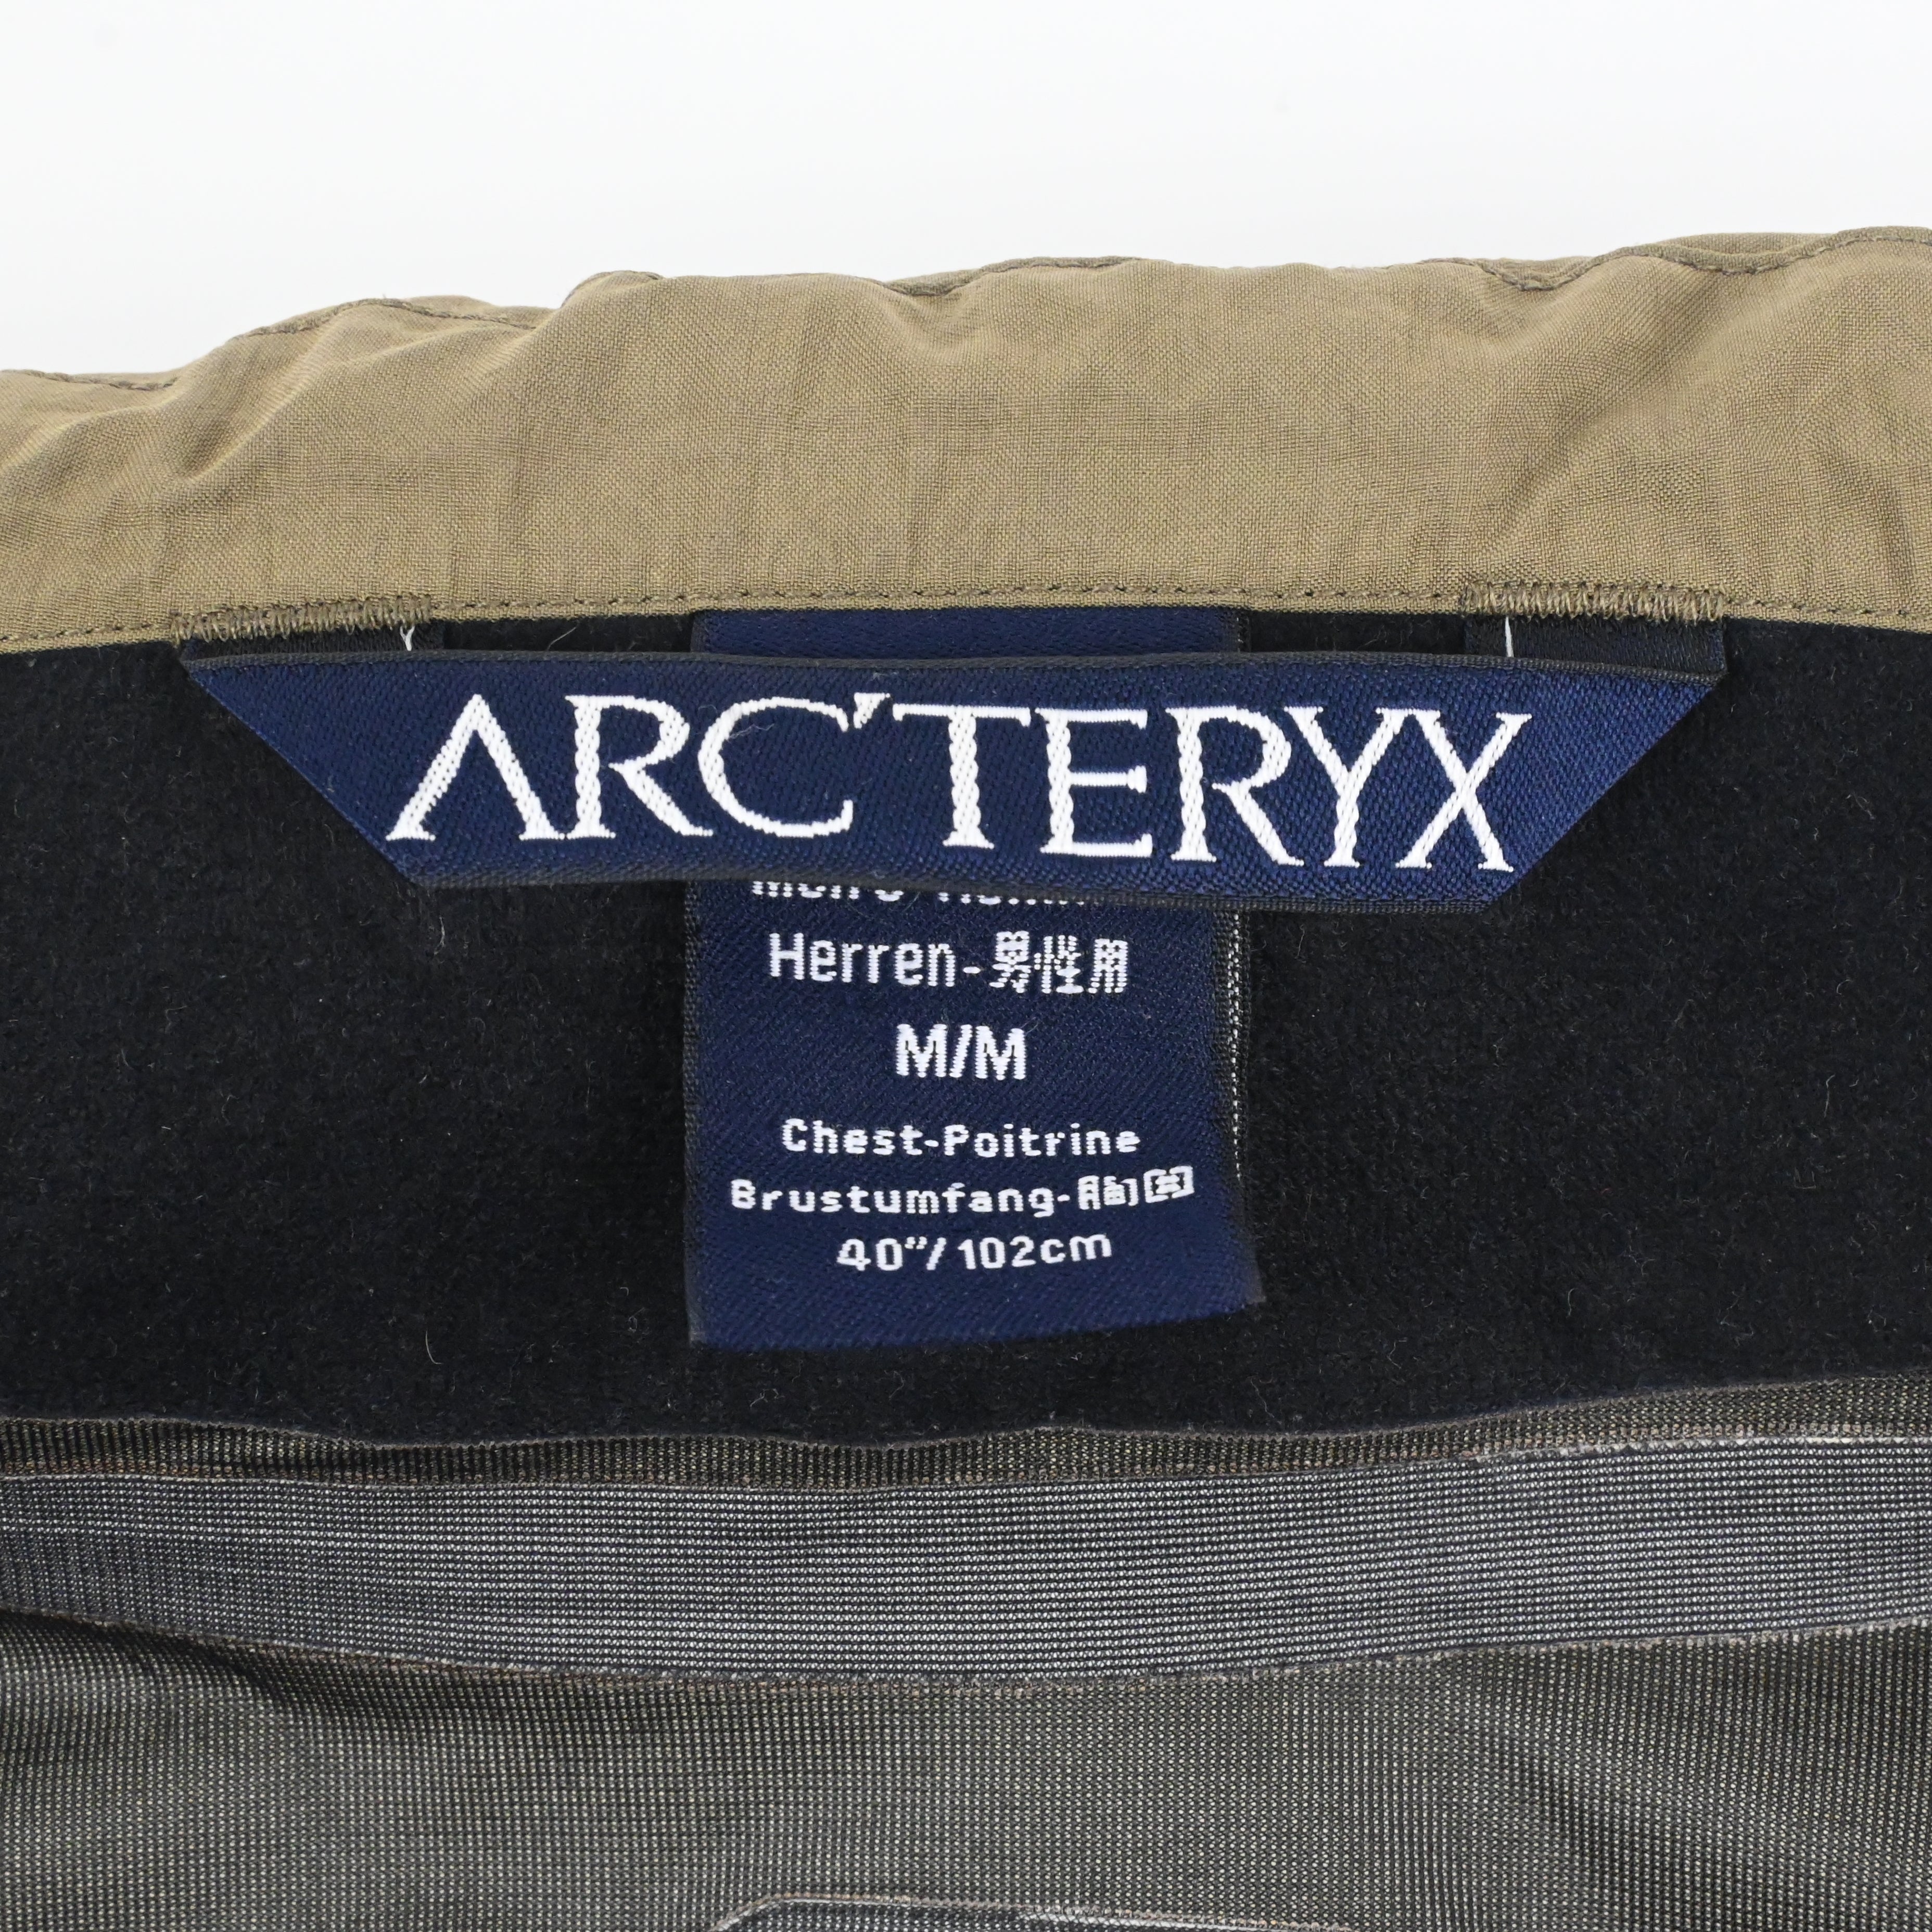 ARC'TERYX
Herren-男性用
M/M
Chest-Poitrine
Brustumfang-胸囲
40"/102cm